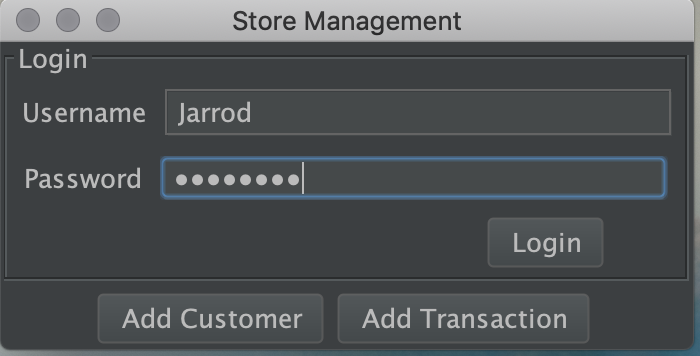 Store Management
Login
Username Jarrod
Password ••••••••
Login
Add Customer Add Transaction